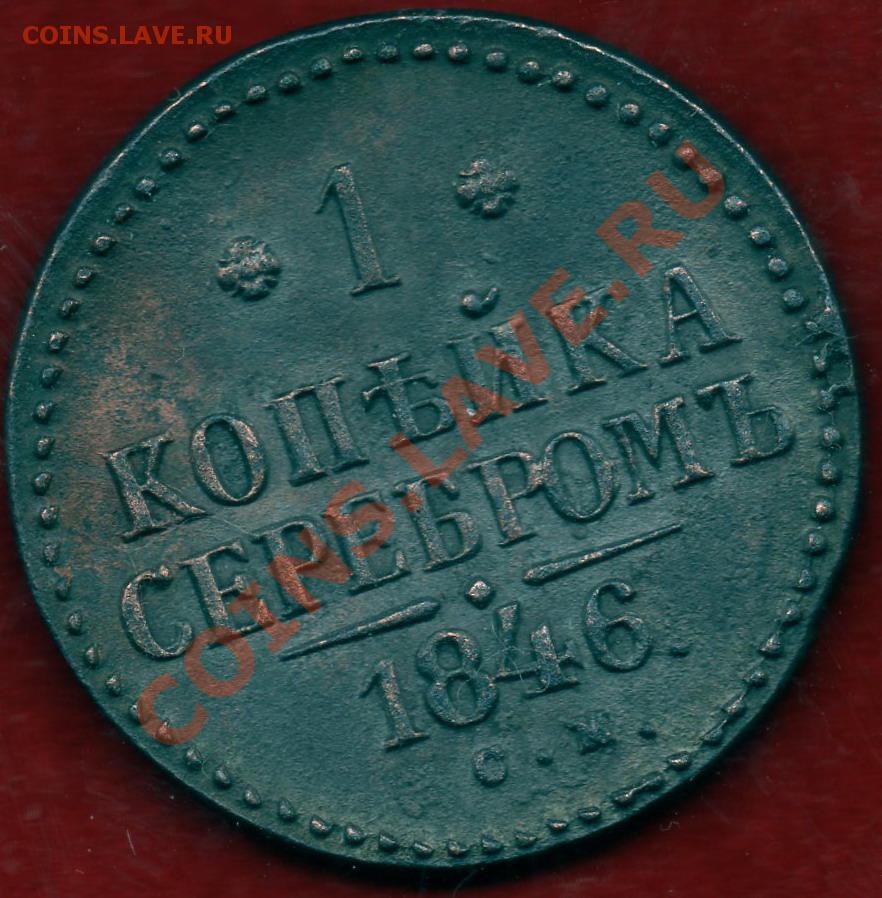 COINS.LAVE.RU
1
КОПѢЙКА
СЕРЕБРОМЪ
1846.
С.М.
COINS.LAVE.RU